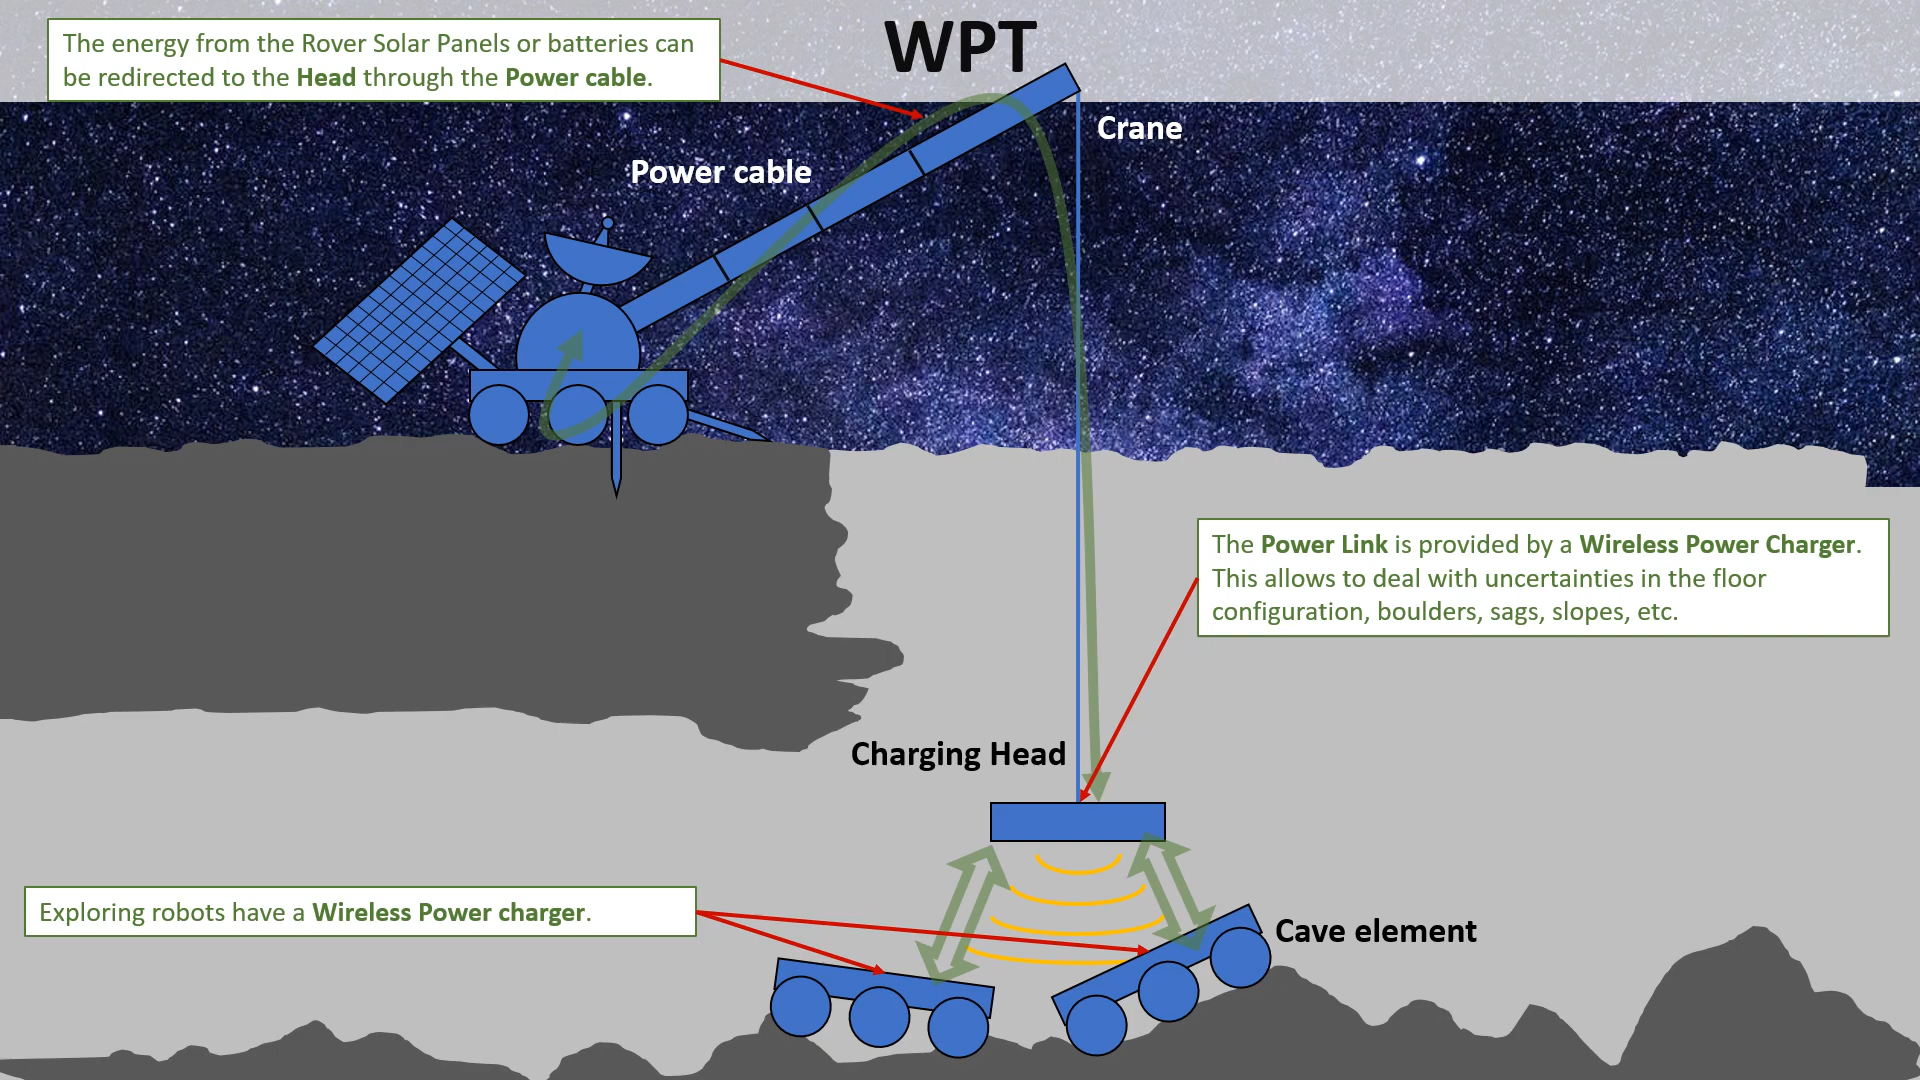 WPT
The energy from the Rover Solar Panels or batteries can
be redirected to the Head through the Power cable.
Crane
Power cable
The Power Link is provided by a Wireless Power Charger.
This allows to deal with uncertainties in the floor
configuration, boulders, sags, slopes, etc.
Charging Head
Exploring robots have a Wireless Power charger.
Cave element